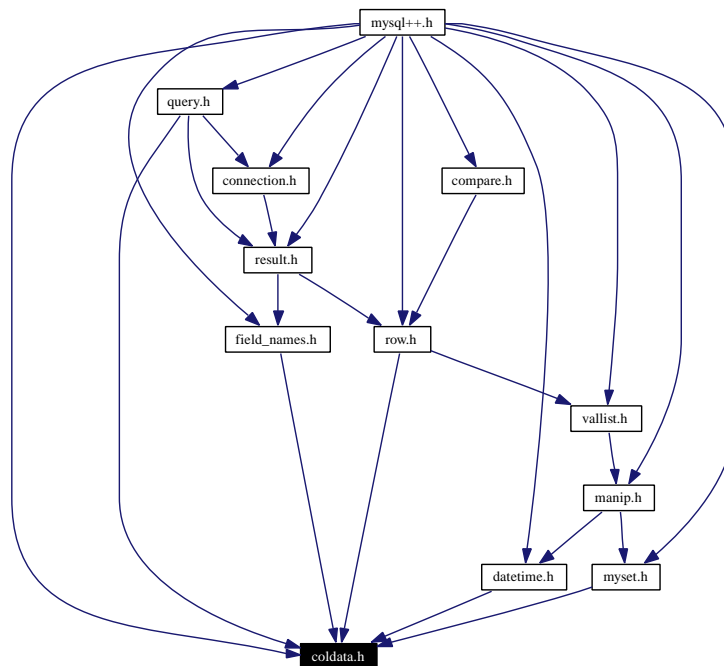 mysql++.h
query.h
connection.h
compare.h
result.h
field_names.h
row.h
vallist.h
manip.h
datetime.h
myset.h
coldata.h